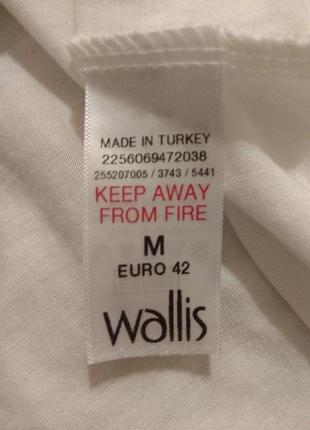 MADE IN TURKEY
2256069472038
255207005 / 3743 / 5441
KEEP AWAY
FROM FIRE
M
EURO 42
wallis